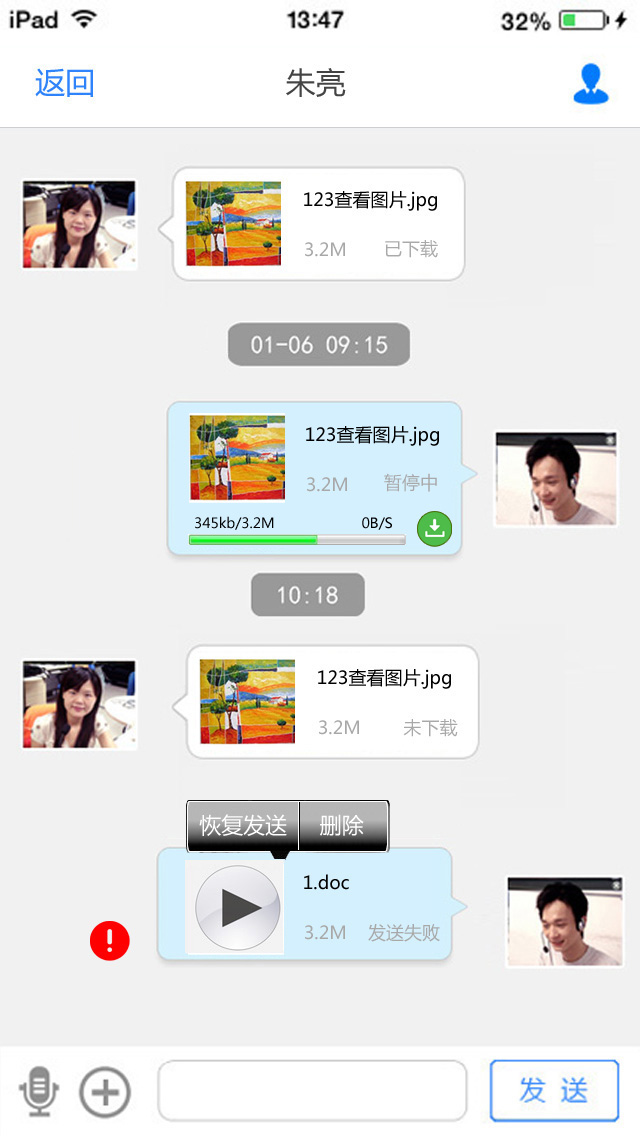 iPad 13:47 32%
返回 朱亮
123查看图片.jpg
3.2M 已下载
01-06 09:15
123查看图片.jpg
3.2M 暂停中
345kb/3.2M 0B/S
10:18
123查看图片.jpg
3.2M 未下载
恢复发送 删除
1.doc
3.2M 发送失败
发 送